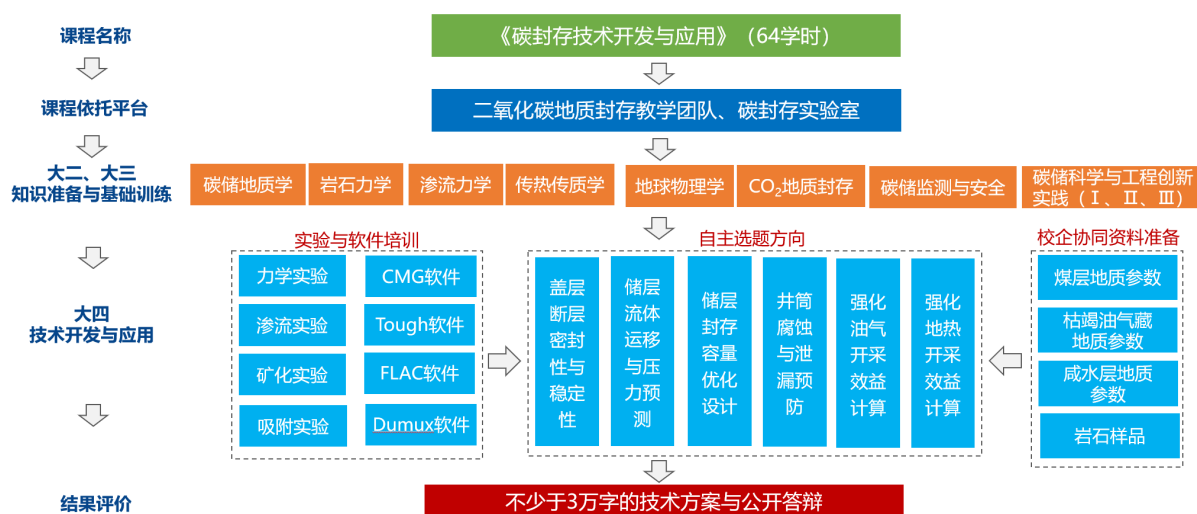 课程名称
《碳封存技术开发与应用》（64学时）
课程依托平台
二氧化碳地质封存教学团队、碳封存实验室
大二、大三
知识准备与基础训练
碳储地质学
岩石力学
渗流力学
传热传质学
地球物理学
CO₂地质封存
碳储监测与安全
碳储科学与工程创新
实践（Ⅰ、Ⅱ、Ⅲ）
大四
技术开发与应用
实验与软件培训
力学实验
CMG软件
渗流实验
Tough软件
矿化实验
FLAC软件
吸附实验
Dumux软件
自主选题方向
盖层
断层
密封
性与
稳定
性
储层
流体
运移
与压
力预
测
储层
封存
容量
优化
设计
井筒
腐蚀
与泄
漏预
防
强化
油气
开采
效益
计算
强化
地热
开采
效益
计算
校企协同资料准备
煤层地质参数
枯竭油气藏
地质参数
咸水层地质
参数
岩石样品
结果评价
不少于3万字的技术方案与公开答辩